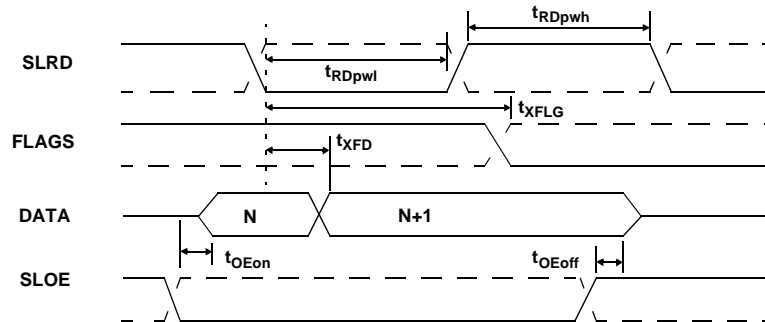 tRDpwh
SLRD
tRDpwl
tXFLG
FLAGS
tXFD
DATA
N
N+1
tOEon
tOEoff
SLOE